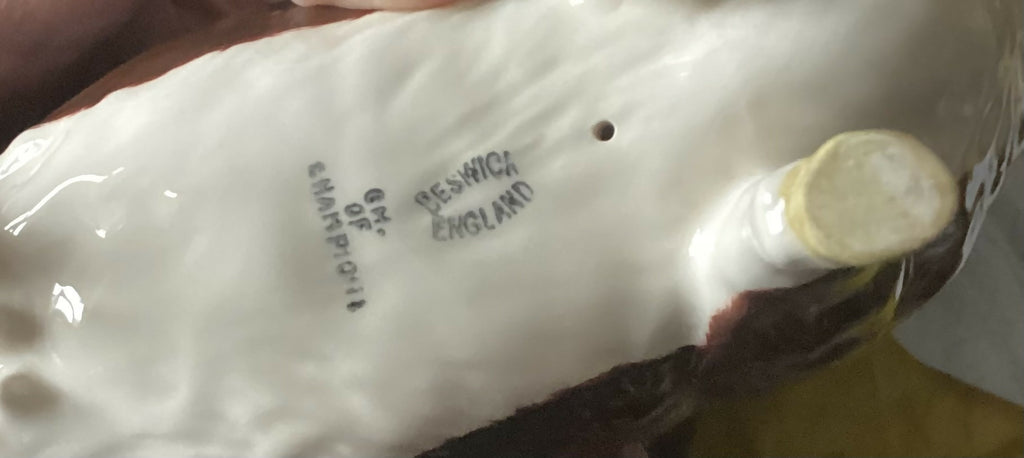 BESWICK
ENGLAND
CH.
OF
CHAMPIONS